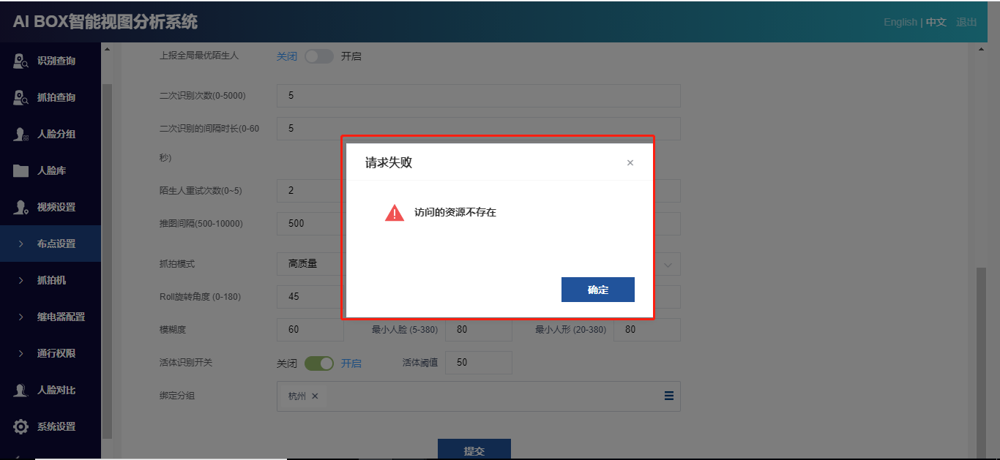 AI BOX智能视图分析系统
English | 中文 退出
识别查询
抓拍查询
人脸分组
人脸库
视频设置
布点设置
抓拍机
继电器配置
通行权限
人脸对比
系统设置
上报全局最优陌生人 关闭 开启
二次识别次数(0-5000) 5
二次识别的间隔时长(0-60 5
秒)
陌生人重试次数(0~5) 2
推图间隔(500-10000) 500
抓拍模式 高质量
Roll旋转角度 (0-180) 45
模糊度 60 最小人脸 (5-380) 80 最小人形 (20-380) 80
活体识别开关 关闭 开启 活体阈值 50
绑定分组 杭州 ×
提交
请求失败 ×
访问的资源不存在
确定